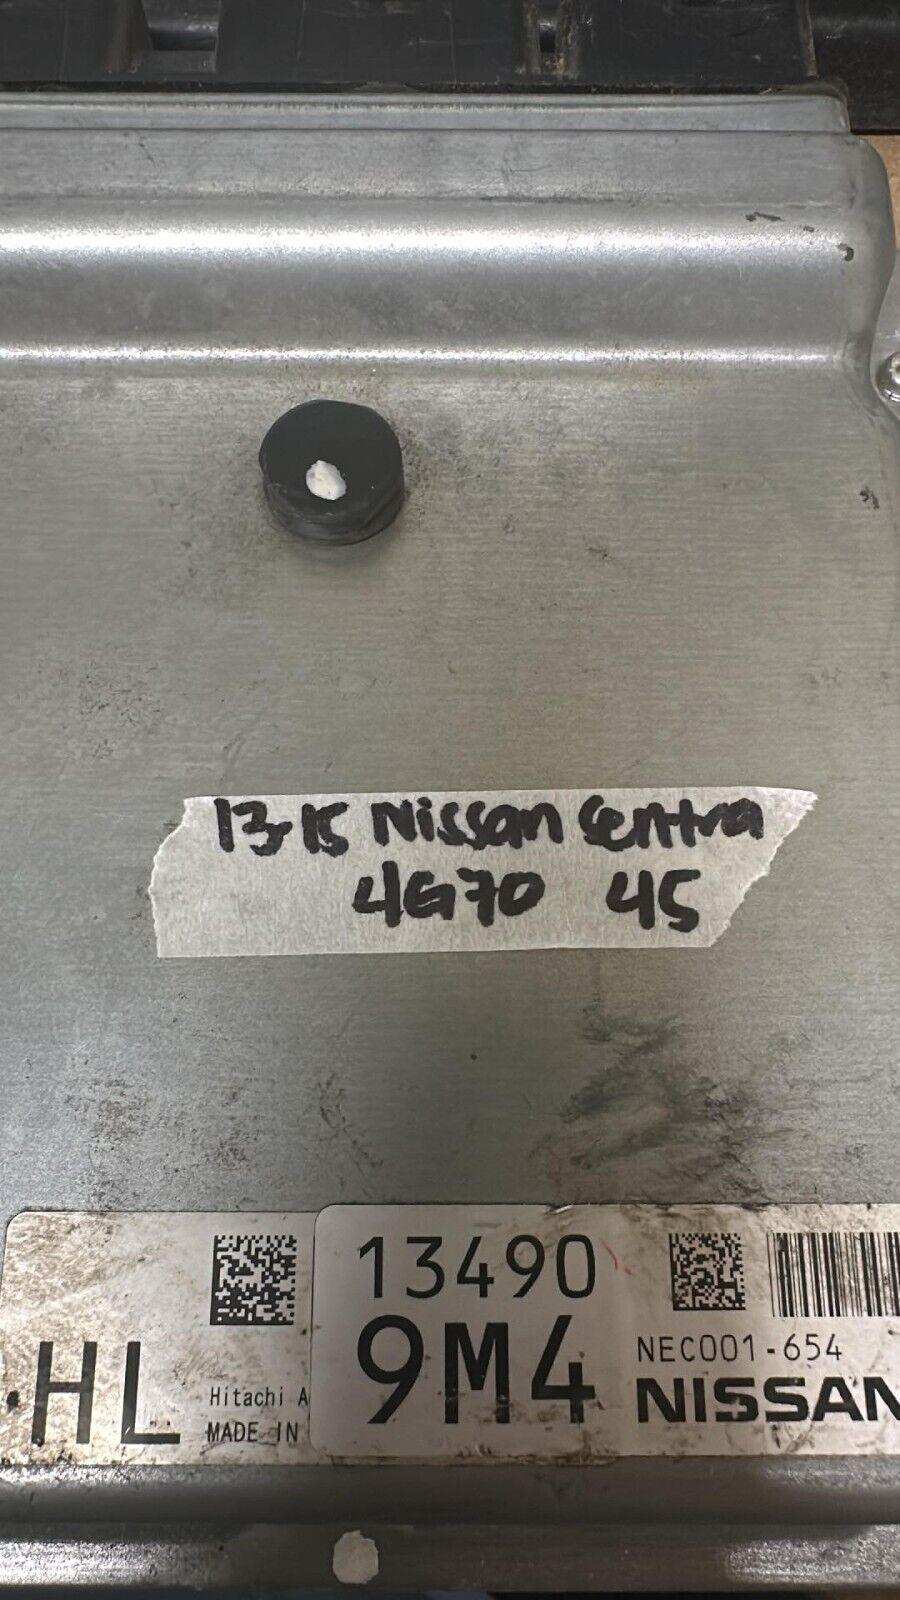 13-15 Nissan Sentra
4G70 45
13490
9M4
NEC001-654
NISSAN
HL
Hitachi A
MADE IN